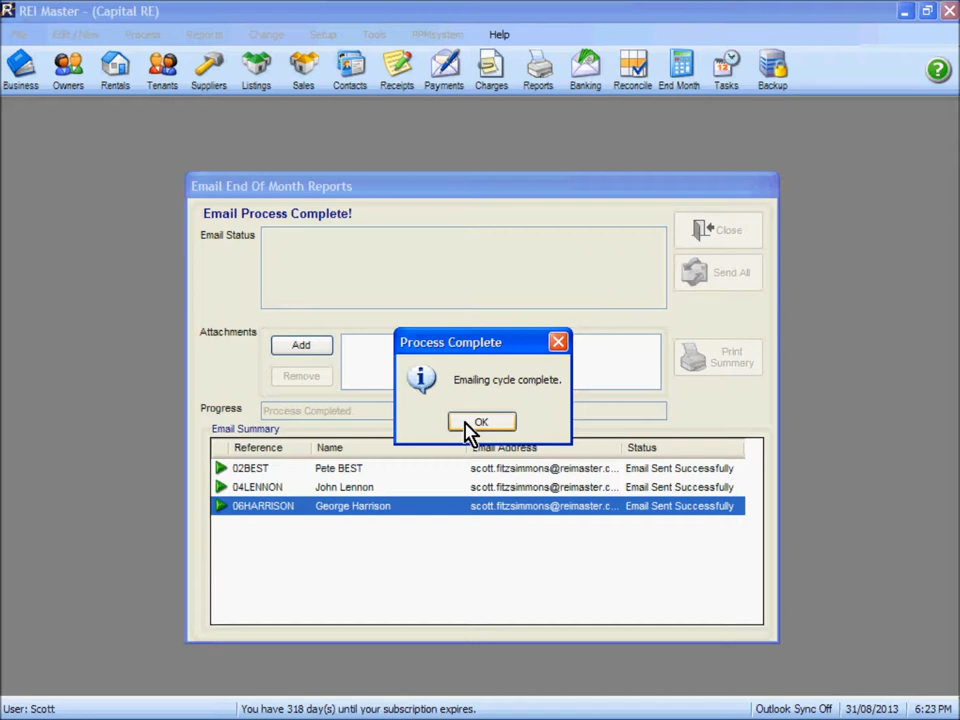 REI Master - (Capital RE)
File Edit / New Process Reports Change Setup Tools RPMsystem Help
Business Owners Rentals Tenants Suppliers Listings Sales Contacts Receipts Payments Charges Reports Banking Reconcile End Month Tasks Backup
Email End Of Month Reports
Email Process Complete!
Email Status
Close
Send All
Attachments
Add
Remove
Print Summary
Process Complete
Emailing cycle complete.
OK
Progress
Process Completed.
Email Summary
Reference Name Email Address Status
02BEST Pete BEST scott.fitzsimmons@reimaster.c... Email Sent Successfully
04LENNON John Lennon scott.fitzsimmons@reimaster.c... Email Sent Successfully
06HARRISON George Harrison scott.fitzsimmons@reimaster.c... Email Sent Successfully
User: Scott You have 318 day(s) until your subscription expires. Outlook Sync Off 31/08/2013 6:23 PM